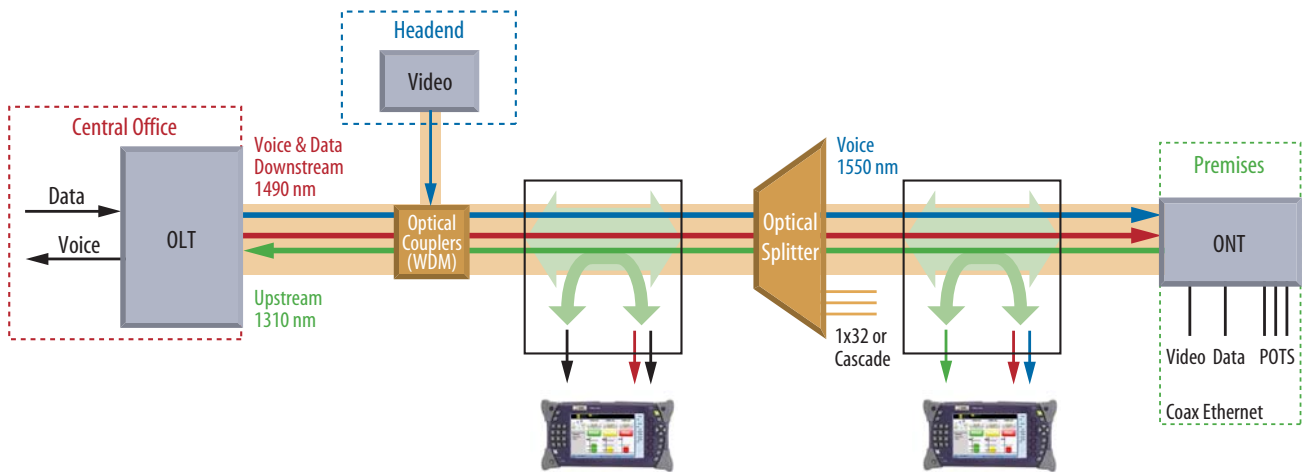 Headend
Video
Central Office
Data
Voice
OLT
Voice & Data
Downstream
1490 nm
Upstream
1310 nm
Optical
Couplers
(WDM)
Optical
Splitter
Voice
1550 nm
1x32 or
Cascade
Premises
ONT
Video Data POTS
Coax Ethernet